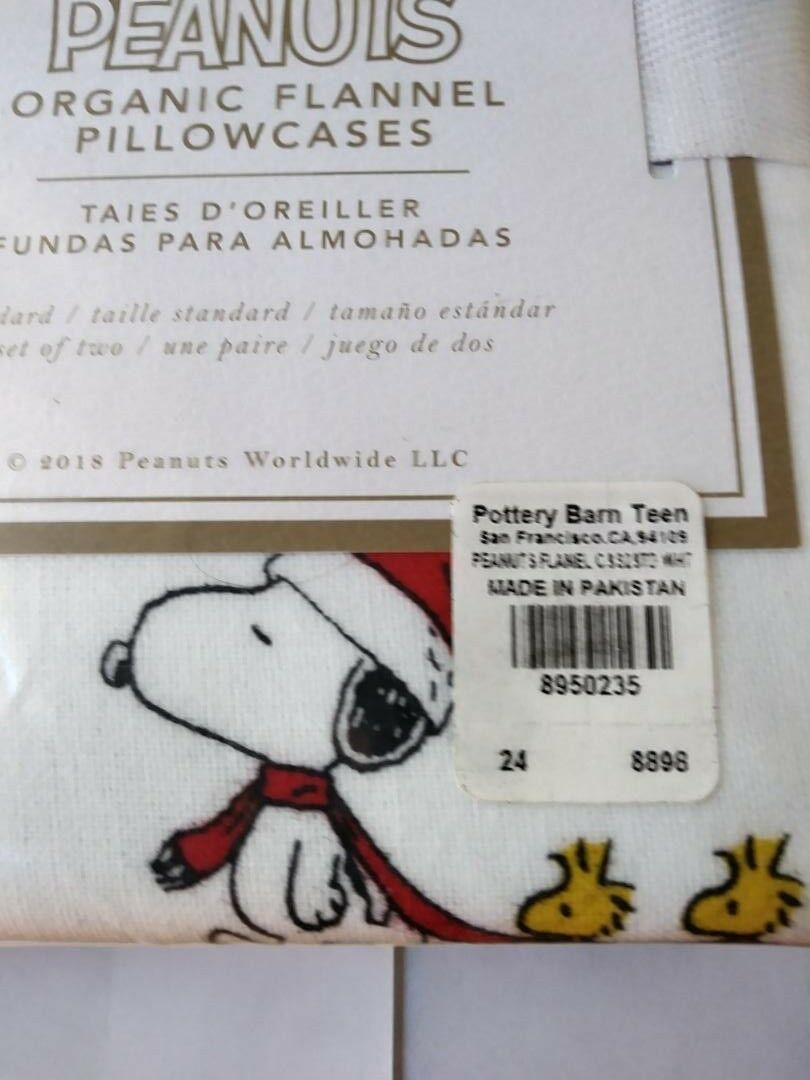 PEANUTS
ORGANIC FLANNEL
PILLOWCASES
TAIES D'OREILLER
FUNDAS PARA ALMOHADAS
dard / taille standard / tamaño estándar
set of two / une paire / juego de dos
© 2018 Peanuts Worldwide LLC
Pottery Barn Teen
San Francisco,CA,94109
PEANUTS FLANEL
MADE IN PAKISTAN
8950235
24 8898